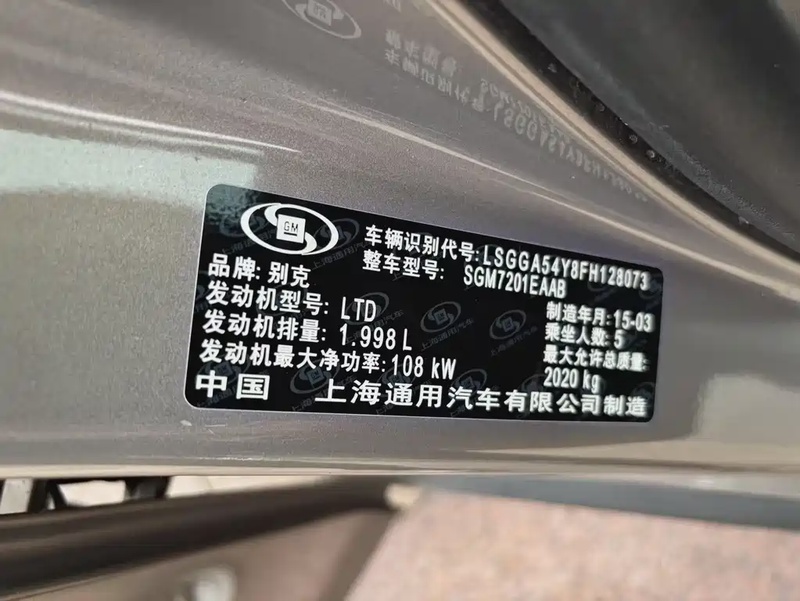 GM
车辆识别代号:LSGGA54Y8FH128073
品牌: 别克
整车型号: SGM7201EAAB
发动机型号: LTD
制造年月: 15-03
发动机排量: 1.998 L
乘坐人数: 5
发动机最大净功率: 108 kW
最大允许总质量:
2020 kg
中国 上海通用汽车有限公司制造